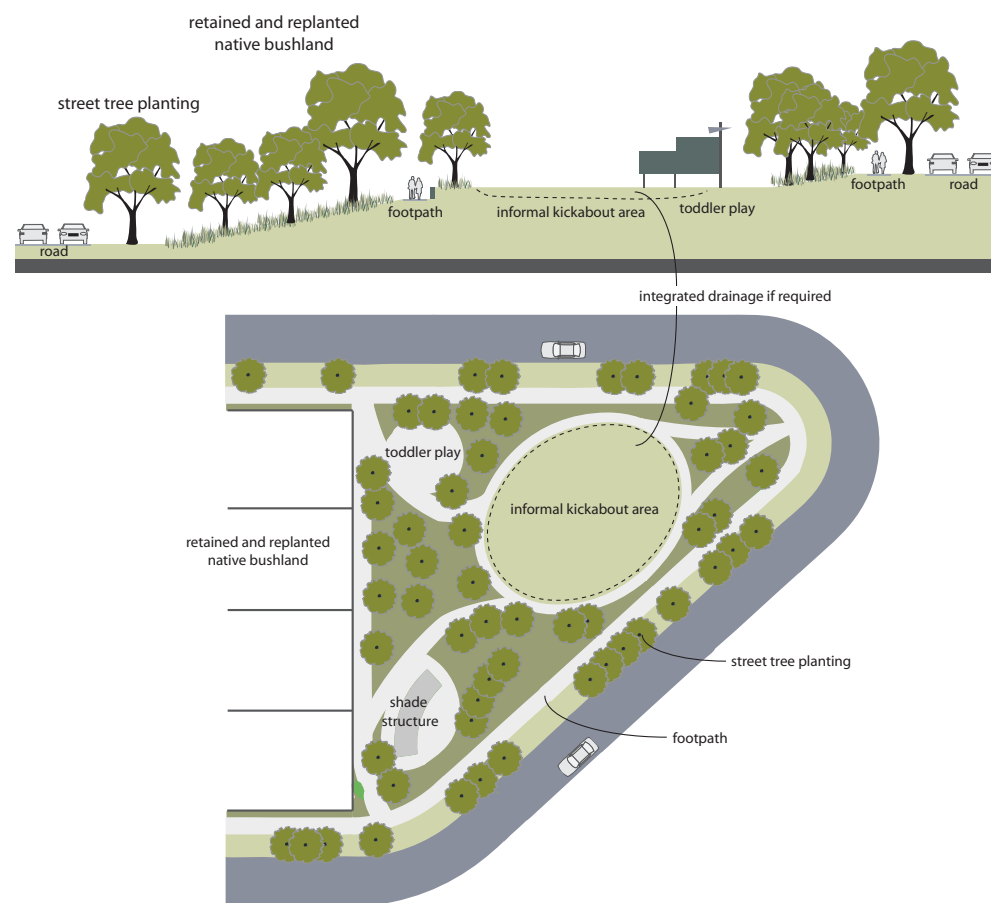 retained and replanted
native bushland
street tree planting
footpath
informal kickabout area
toddler play
footpath
road
road
integrated drainage if required
toddler play
informal kickabout area
retained and replanted
native bushland
street tree planting
shade
structure
footpath